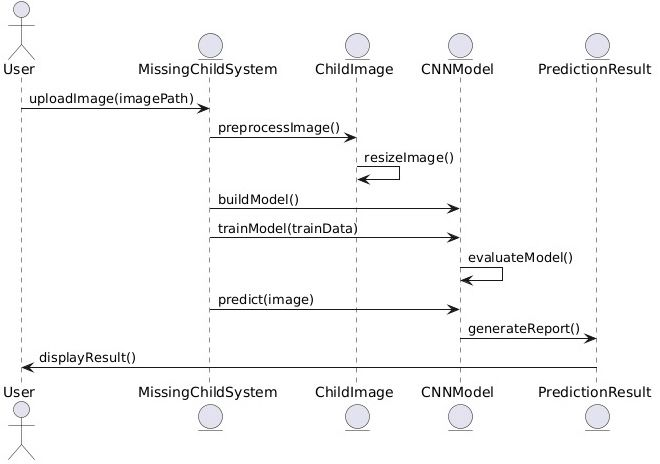 User
MissingChildSystem
ChildImage
CNNModel
PredictionResult
uploadImage(imagePath)
preprocessImage()
resizeImage()
buildModel()
trainModel(trainData)
evaluateModel()
predict(image)
generateReport()
displayResult()
User
MissingChildSystem
ChildImage
CNNModel
PredictionResult